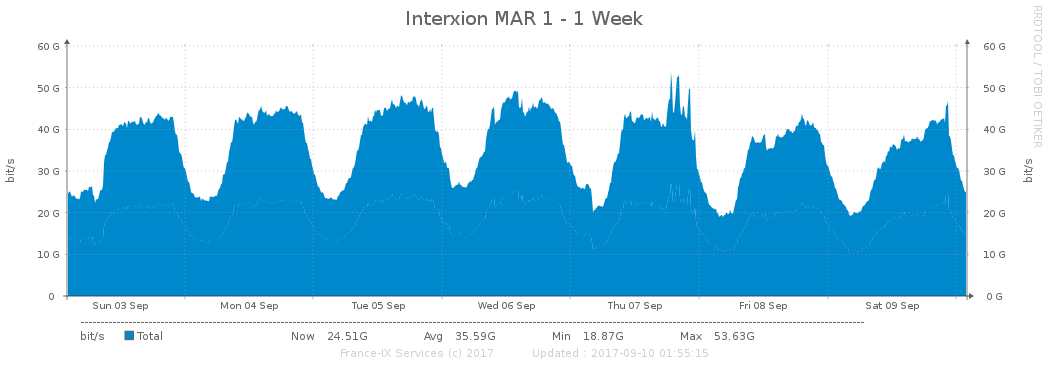 Interxion MAR 1 - 1 Week
RRDTOOL / TOBI OETIKER
60 G 60 G
50 G 50 G
40 G 40 G
30 G 30 G
20 G 20 G
10 G 10 G
0 0 G
bit/s bit/s
Sun 03 Sep Mon 04 Sep Tue 05 Sep Wed 06 Sep Thu 07 Sep Fri 08 Sep Sat 09 Sep
bit/s Total Now 24.51G Avg 35.59G Min 18.87G Max 53.63G
France-IX Services (c) 2017 Updated : 2017-09-10 01:55:15